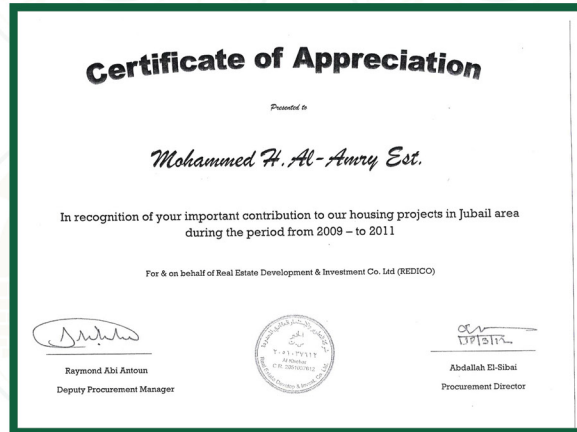 Certificate of Appreciation
Presented to
Mohammed H. Al-Amry Est.
In recognition of your important contribution to our housing projects in Jubail area
during the period from 2009 – to 2011
For & on behalf of Real Estate Development & Investment Co. Ltd (REDICO)
Al Khobar
Raymond Abi Antoun
Deputy Procurement Manager
Abdallah El-Sibai
Procurement Director